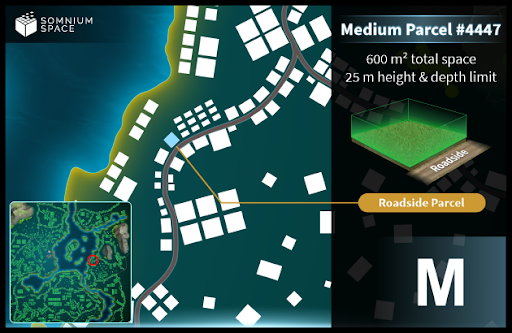 SOMNIUM
SPACE
Medium Parcel #4447
600 m² total space
25 m height & depth limit
Roadside
Roadside Parcel
M